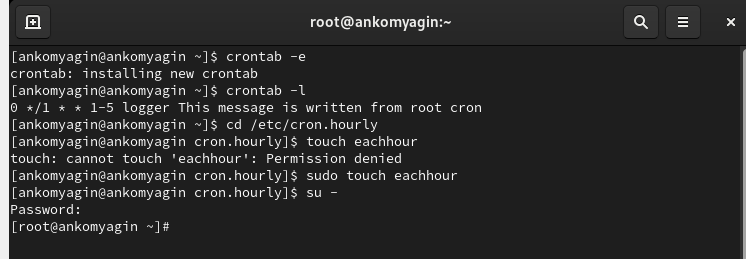 root@ankomyagin:~
[ankomyagin@ankomyagin ~]$ crontab -e
crontab: installing new crontab
[ankomyagin@ankomyagin ~]$ crontab -l
0 */1 * * 1-5 logger This message is written from root cron
[ankomyagin@ankomyagin ~]$ cd /etc/cron.hourly
[ankomyagin@ankomyagin cron.hourly]$ touch eachhour
touch: cannot touch 'eachhour': Permission denied
[ankomyagin@ankomyagin cron.hourly]$ sudo touch eachhour
[ankomyagin@ankomyagin cron.hourly]$ su -
Password:
[root@ankomyagin ~]#